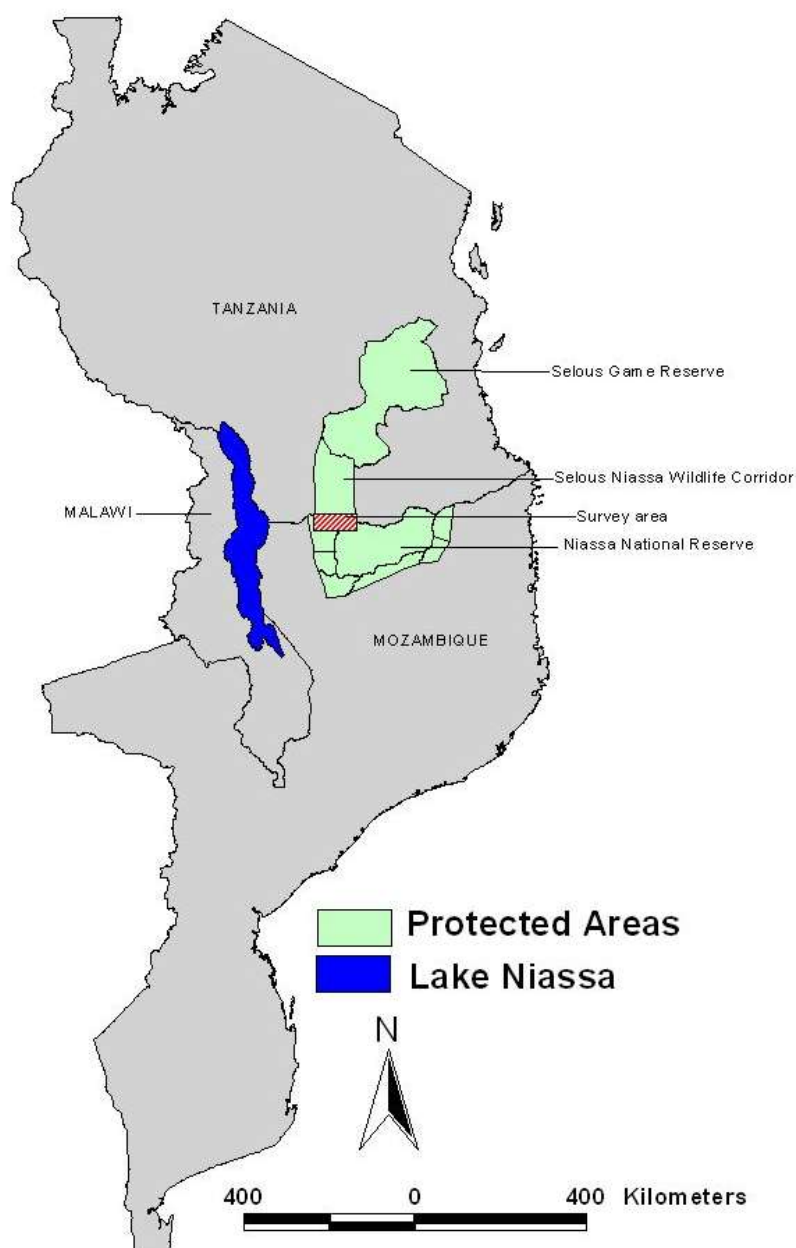 TANZANIA
Selous Game Reserve
Selous Niassa Wildlife Corridor
MALAWI
Survey area
Niassa National Reserve
MOZAMBIQUE
Protected Areas
Lake Niassa
N
400 0 400 Kilometers